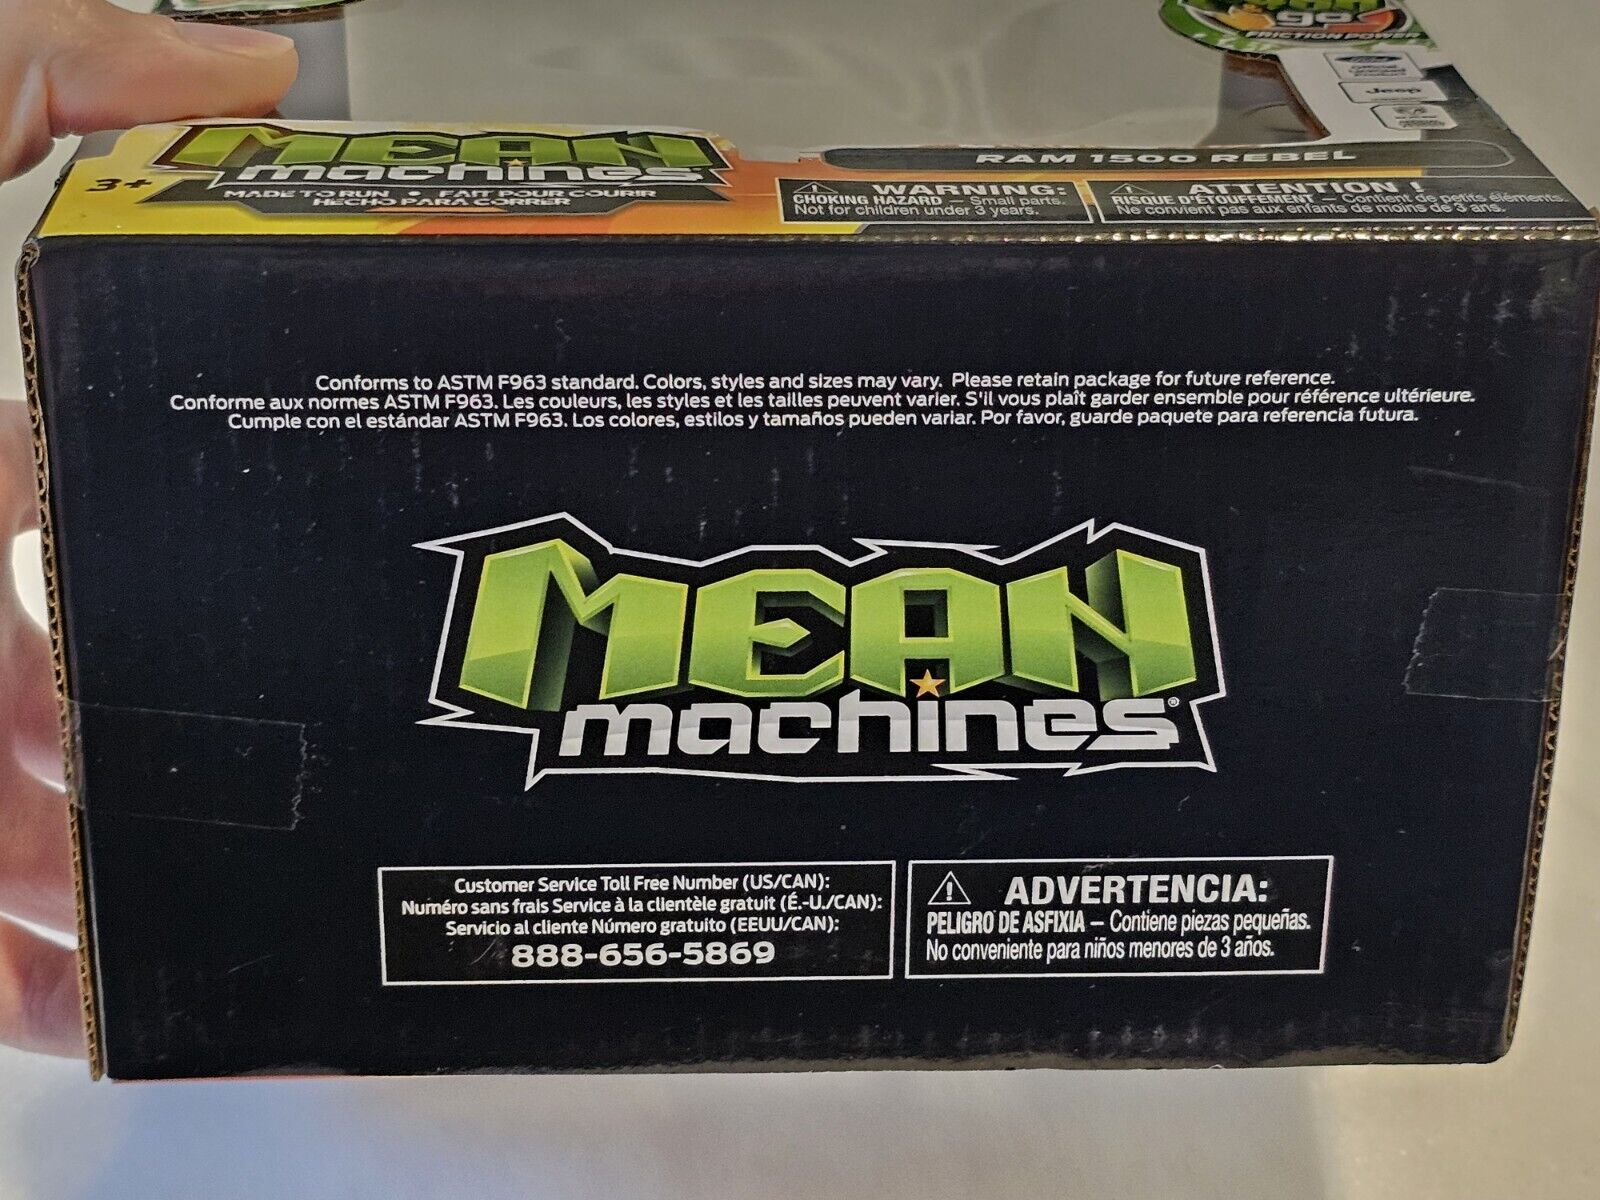 go
FRICTION POWER
Jeep
MEAN
machines
3+
MADE TO RUN • FAIT POUR COURIR
HECHO PARA CORRER
RAM 1500 REBEL
WARNING:
CHOKING HAZARD — Small parts.
Not for children under 3 years.
ATTENTION !
RISQUE D'ÉTOUFFEMENT — Contient de petits éléments.
Ne convient pas aux enfants de moins de 3 ans.
Conforms to ASTM F963 standard. Colors, styles and sizes may vary. Please retain package for future reference.
Conforme aux normes ASTM F963. Les couleurs, les styles et les tailles peuvent varier. S'il vous plaît garder ensemble pour référence ultérieure.
Cumple con el estándar ASTM F963. Los colores, estilos y tamaños pueden variar. Por favor, guarde paquete para referencia futura.
MEAN
machines®
Customer Service Toll Free Number (US/CAN):
Numéro sans frais Service à la clientèle gratuit (É.-U./CAN):
Servicio al cliente Número gratuito (EEUU/CAN):
888-656-5869
ADVERTENCIA:
PELIGRO DE ASFIXIA — Contiene piezas pequeñas.
No conveniente para niños menores de 3 años.